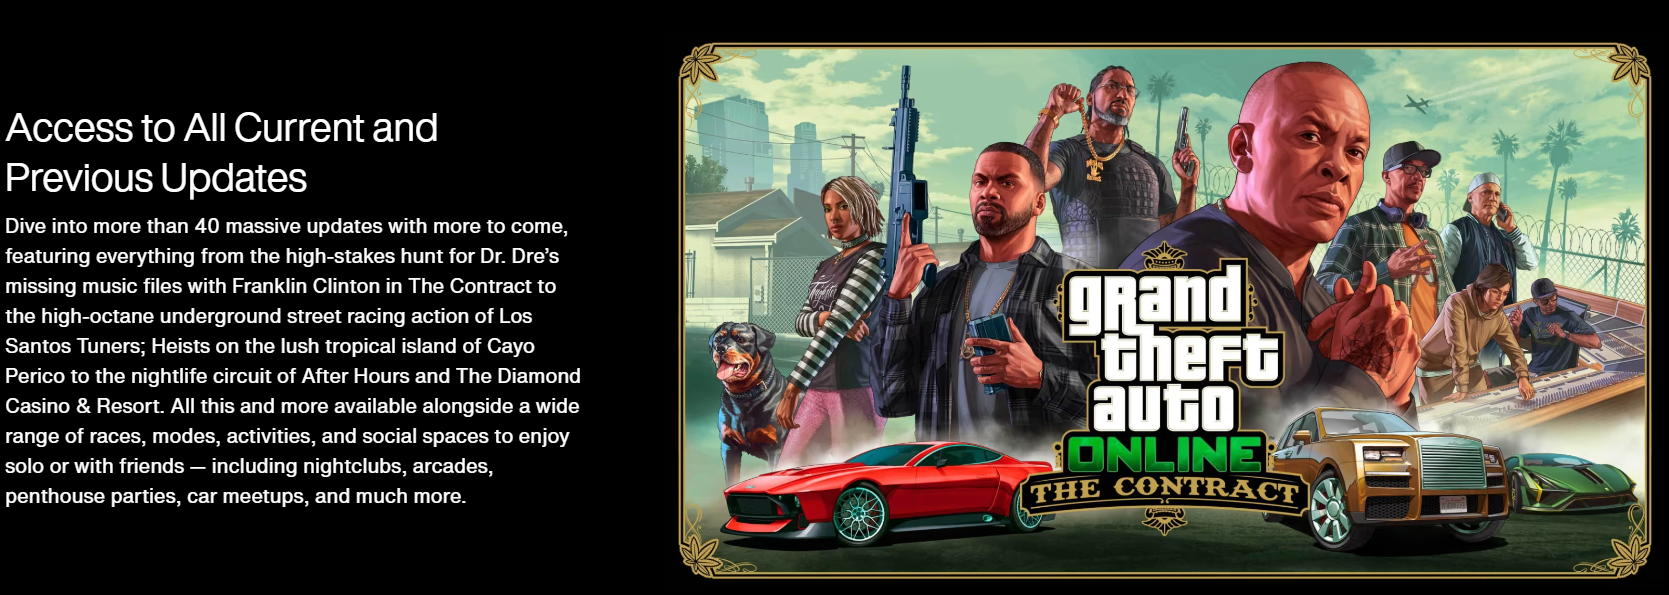 Access to All Current and
Previous Updates
Dive into more than 40 massive updates with more to come,
featuring everything from the high-stakes hunt for Dr. Dre’s
missing music files with Franklin Clinton in The Contract to
the high-octane underground street racing action of Los
Santos Tuners; Heists on the lush tropical island of Cayo
Perico to the nightlife circuit of After Hours and The Diamond
Casino & Resort. All this and more available alongside a wide
range of races, modes, activities, and social spaces to enjoy
solo or with friends — including nightclubs, arcades,
penthouse parties, car meetups, and much more.
grand
theft
auto
ONLINE
THE CONTRACT